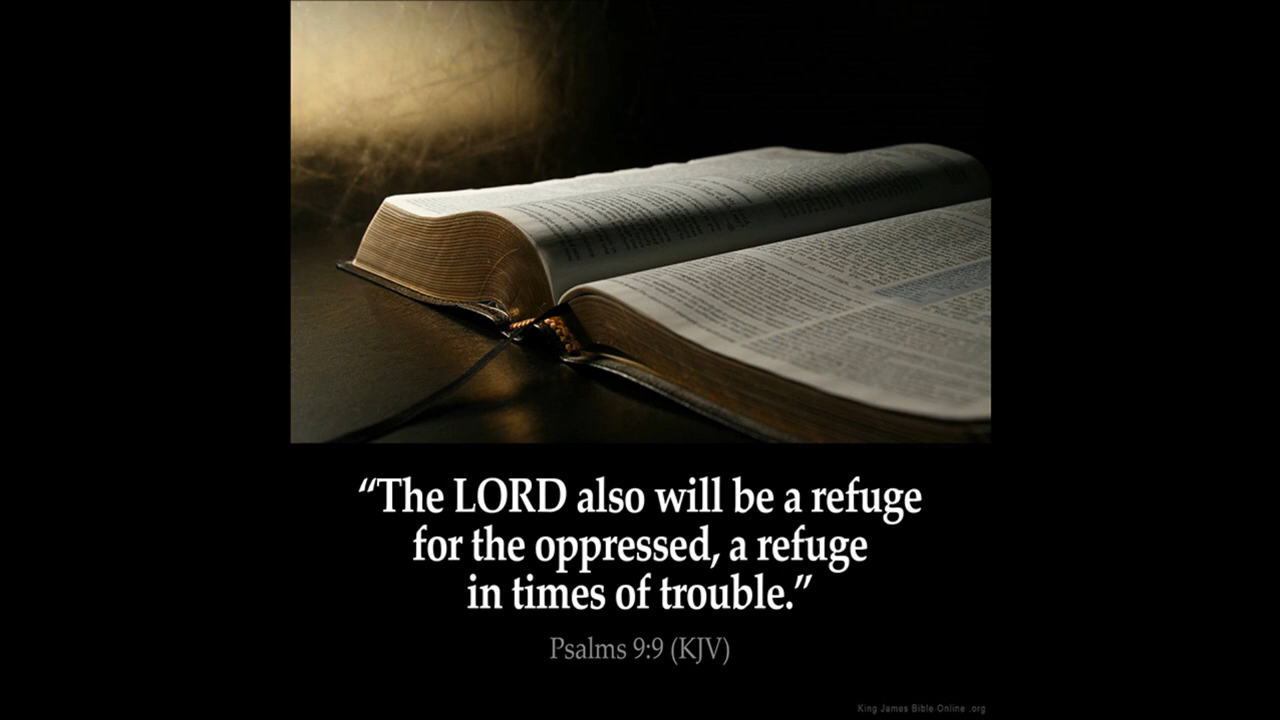 “The LORD also will be a refuge
for the oppressed, a refuge
in times of trouble.”
Psalms 9:9 (KJV)
King James Bible Online .org